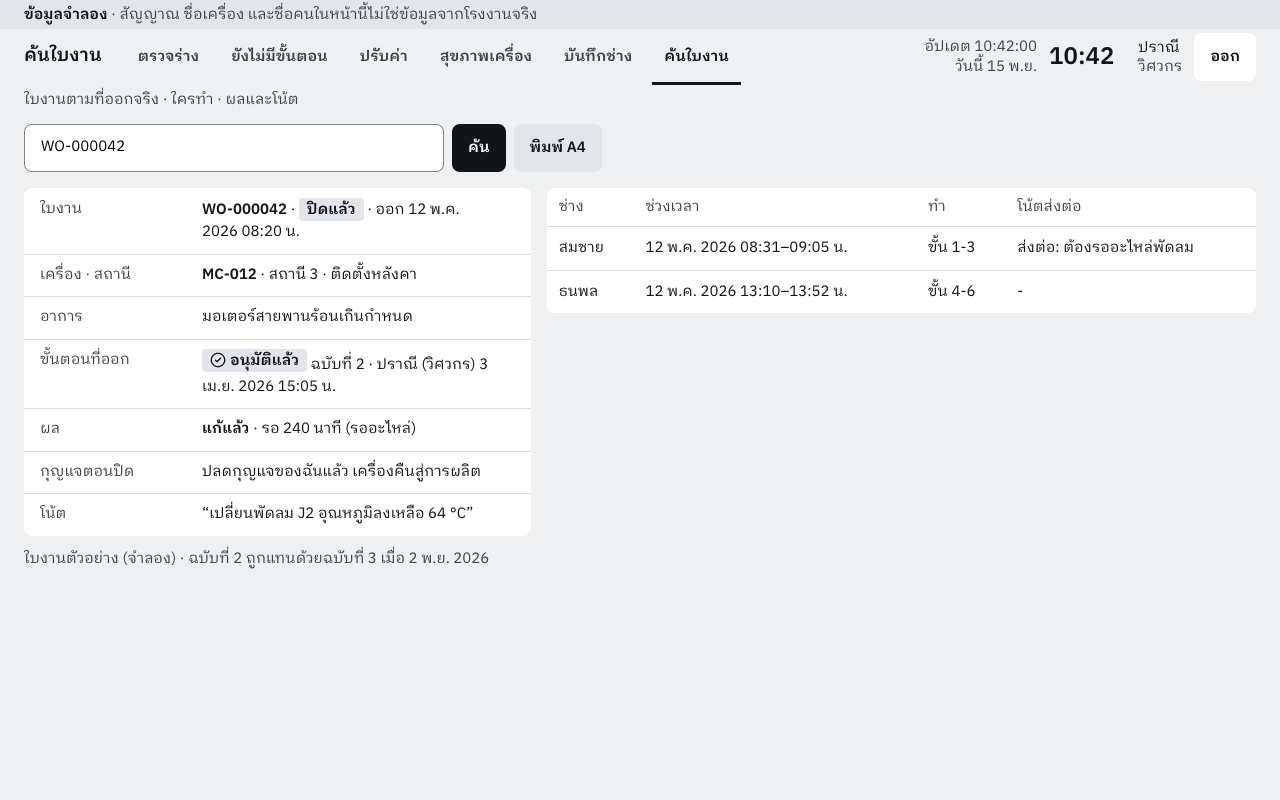 ข้อมูลจำลอง · สัญญาณ ชื่อเครื่อง และชื่อคนในหน้านี้ไม่ใช่ข้อมูลจากโรงงานจริง
ค้นใบงาน ตรวจร่าง ยังไม่มีขั้นตอน ปรับค่า สุขภาพเครื่อง บันทึกช่าง ค้นใบงาน
อัปเดต 10:42:00
วันนี้ 15 พ.ย.
10:42
ปราณี
วิศวกร
ออก
ใบงานตามที่ออกจริง · ใครทำ · ผลและโน้ต
WO-000042 ค้น พิมพ์ A4
ใบงาน WO-000042 · ปิดแล้ว · ออก 12 พ.ค.
2026 08:20 น.
เครื่อง · สถานี MC-012 · สถานี 3 · ติดตั้งหลังคา
อาการ มอเตอร์สายพานร้อนเกินกำหนด
ขั้นตอนที่ออก อนุมัติแล้ว ฉบับที่ 2 · ปราณี (วิศวกร) 3
เม.ย. 2026 15:05 น.
ผล แก้แล้ว · รอ 240 นาที (รออะไหล่)
กุญแจตอนปิด ปลดกุญแจของฉันแล้ว เครื่องคืนสู่การผลิต
โน้ต “เปลี่ยนพัดลม J2 อุณหภูมิลงเหลือ 64 °C”
ช่าง ช่วงเวลา ทำ โน้ตส่งต่อ
สมชาย 12 พ.ค. 2026 08:31–09:05 น. ขั้น 1-3 ส่งต่อ: ต้องรออะไหล่พัดลม
ธนพล 12 พ.ค. 2026 13:10–13:52 น. ขั้น 4-6 -
ใบงานตัวอย่าง (จำลอง) · ฉบับที่ 2 ถูกแทนด้วยฉบับที่ 3 เมื่อ 2 พ.ย. 2026